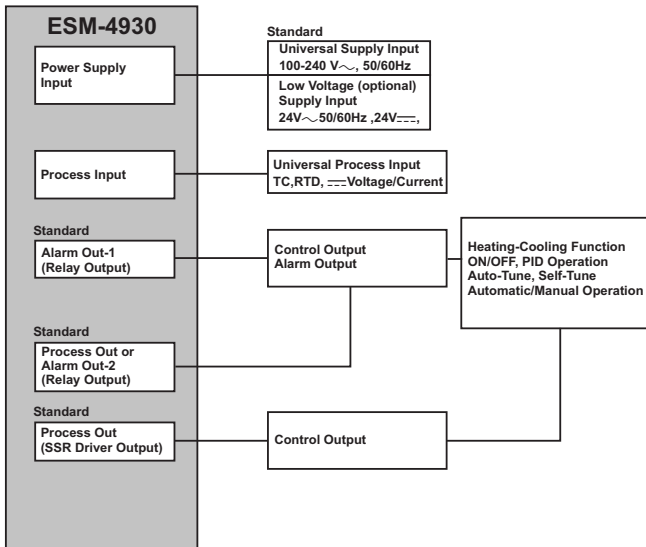 ESM-4930
Power Supply
Input
Standard
Universal Supply Input
100-240 V⏦, 50/60Hz
Low Voltage (optional)
Supply Input
24V⏦50/60Hz ,24V⎓,
Process Input
Universal Process Input
TC,RTD, ⎓Voltage/Current
Standard
Alarm Out-1
(Relay Output)
Control Output
Alarm Output
Heating-Cooling Function
ON/OFF, PID Operation
Auto-Tune, Self-Tune
Automatic/Manual Operation
Standard
Process Out or
Alarm Out-2
(Relay Output)
Standard
Process Out
(SSR Driver Output)
Control Output